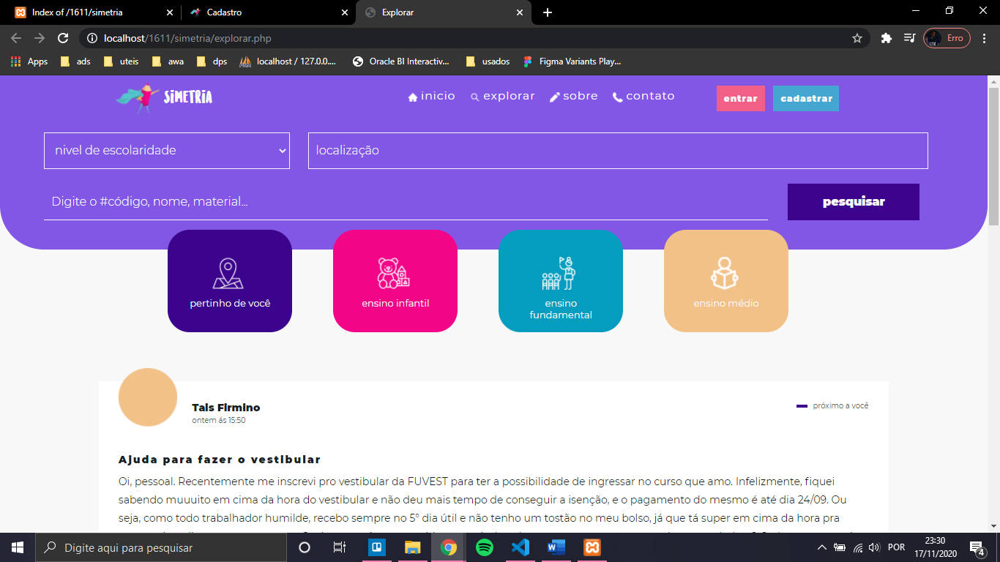 Index of /1611/simetria
Cadastro
Explorar
localhost/1611/simetria/explorar.php
Erro
Apps
ads
uteis
awa
dps
localhost / 127.0.0....
Oracle BI Interactiv...
usados
Figma Variants Play...
SiMETRiA
inicio
explorar
sobre
contato
entrar
cadastrar
nivel de escolaridade
localização
Digite o #código, nome, material...
pesquisar
pertinho de você
ensino infantil
ensino
fundamental
ensino médio
Tais Firmino
ontem ás 15:50
próximo a você
Ajuda para fazer o vestibular
Oi, pessoal. Recentemente me inscrevi pro vestibular da FUVEST para ter a possibilidade de ingressar no curso que amo. Infelizmente, fiquei
sabendo muuuito em cima da hora do vestibular e não deu mais tempo de conseguir a isenção, e o pagamento do mesmo é até dia 24/09. Ou
seja, como todo trabalhador humilde, recebo sempre no 5° dia útil e não tenho um tostão no meu bolso, já que tá super em cima da hora pra
Digite aqui para pesquisar
POR
23:30
17/11/2020
4